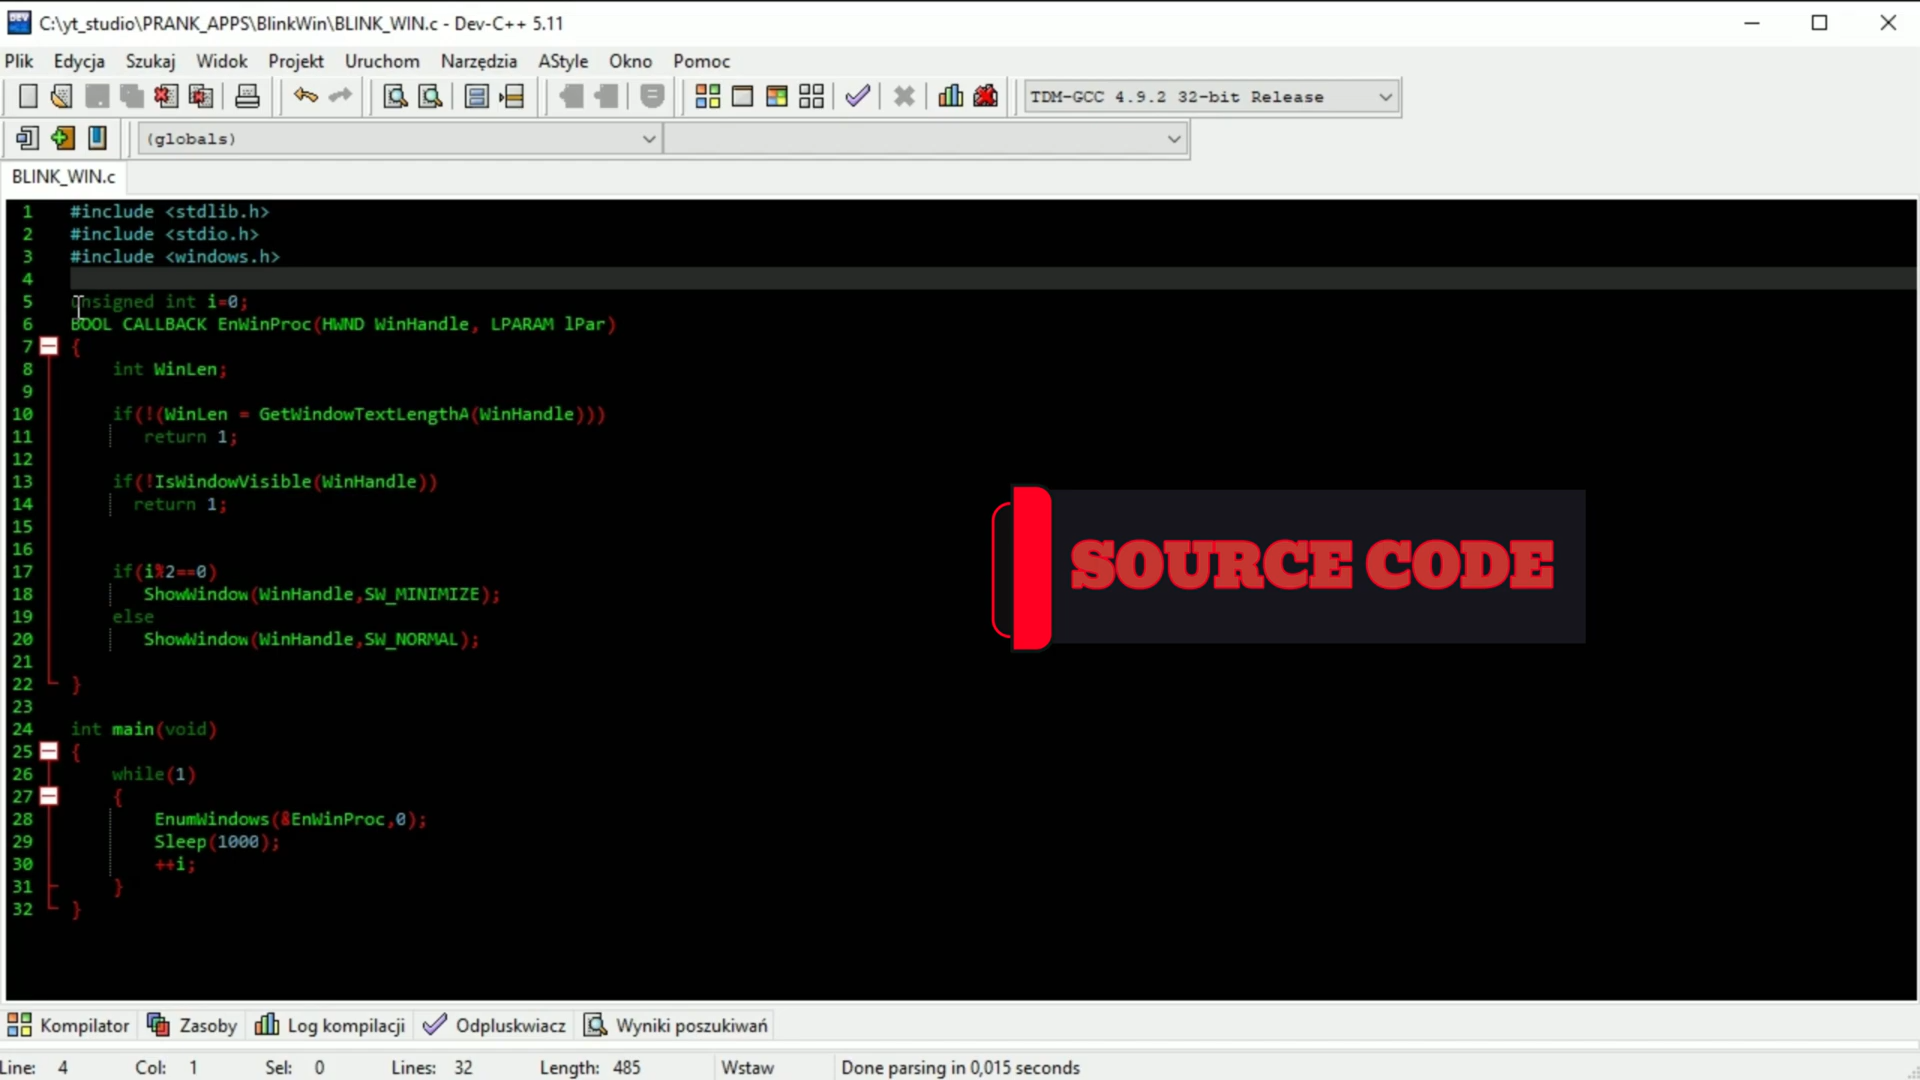 C:\yt_studio\PRANK_APPS\BlinkWin\BLINK_WIN.c - Dev-C++ 5.11
Plik Edycja Szukaj Widok Projekt Uruchom Narzędzia AStyle Okno Pomoc
TDM-GCC 4.9.2 32-bit Release
(globals)
BLINK_WIN.c
1 #include <stdlib.h>
2 #include <stdio.h>
3 #include <windows.h>
4
5 unsigned int i=0;
6 BOOL CALLBACK EnWinProc(HWND WinHandle, LPARAM lPar)
7 {
8 int WinLen;
9
10 if(!(WinLen = GetWindowTextLengthA(WinHandle)))
11 return 1;
12
13 if(!IsWindowVisible(WinHandle))
14 return 1;
15
16
17 if(i%2==0)
18 ShowWindow(WinHandle,SW_MINIMIZE);
19 else
20 ShowWindow(WinHandle,SW_NORMAL);
21
22 }
23
24 int main(void)
25 {
26 while(1)
27 {
28 EnumWindows(&EnWinProc,0);
29 Sleep(1000);
30 ++i;
31 }
32 }
SOURCE CODE
Kompilator Zasoby Log kompilacji Odpluskwiacz Wyniki poszukiwań
Line: 4 Col: 1 Sel: 0 Lines: 32 Length: 485 Wstaw Done parsing in 0,015 seconds